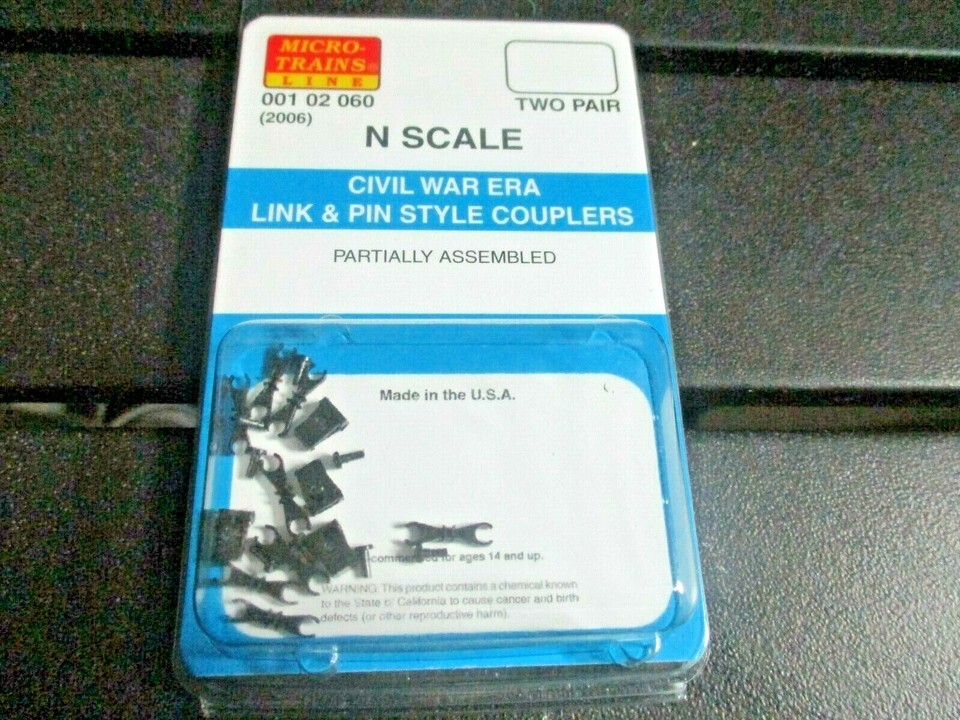 MICRO-
TRAINS®
LINE
001 02 060
(2006)
TWO PAIR
N SCALE
CIVIL WAR ERA
LINK & PIN STYLE COUPLERS
PARTIALLY ASSEMBLED
Made in the U.S.A.
for ages 14 and up.
WARNING: This product contains a chemical known
to the State of California to cause cancer and birth
defects (or other reproductive harm).